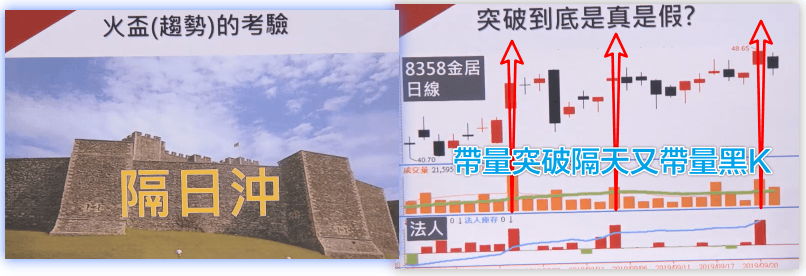 火盃(趨勢)的考驗
隔日沖
突破到底是真是假?
48.65
8358金居
日線
40.70
帶量突破隔天又帶量黑K
成交量 21,595
0↓ 法人庫存 0↓
法人
2019/09/11
2019/09/17
2019/09/20